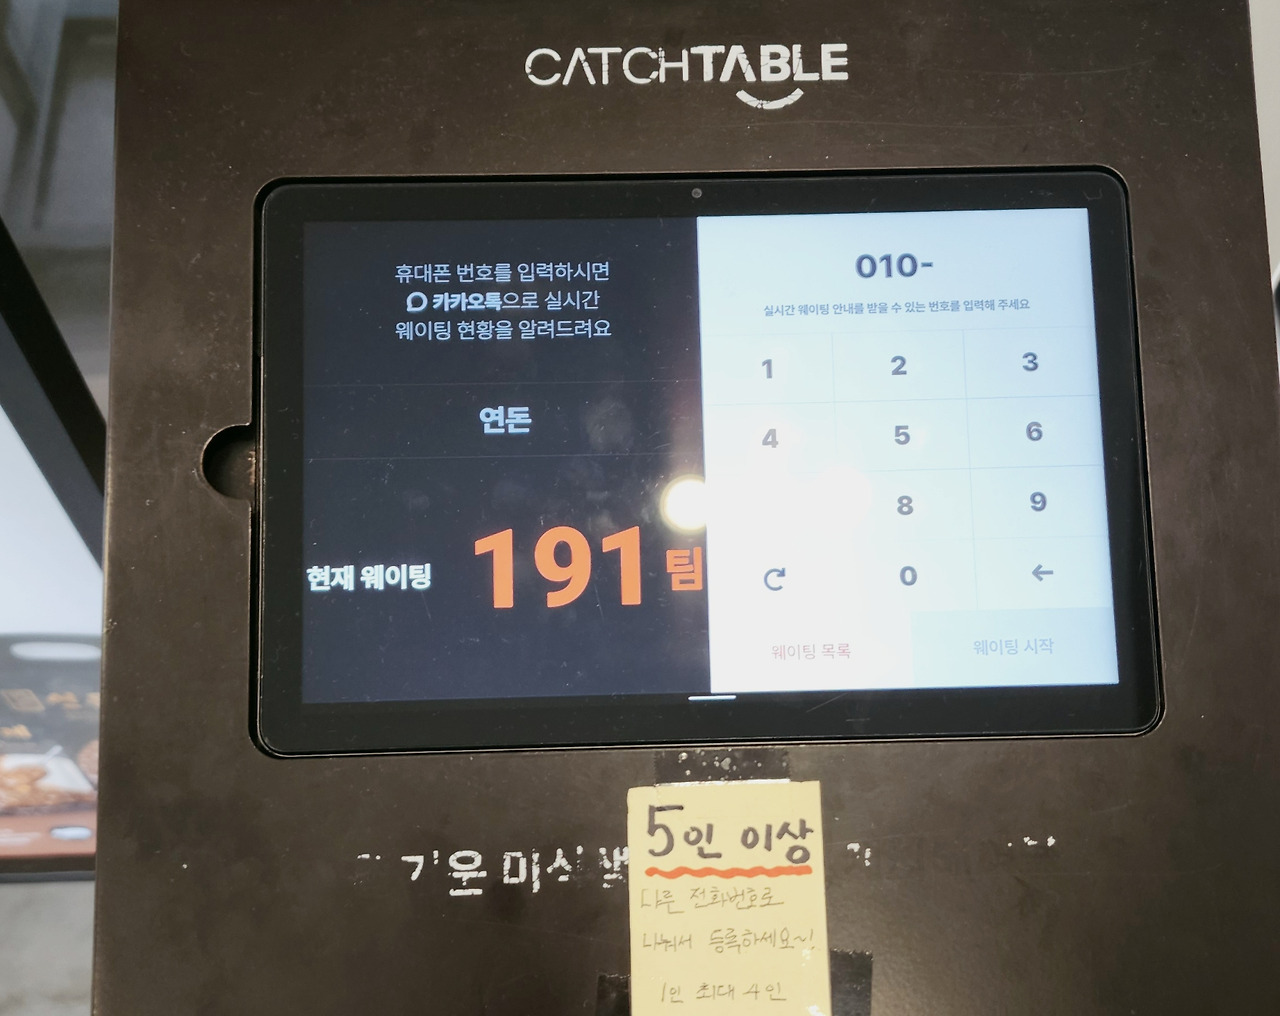 CATCHTABLE
휴대폰 번호를 입력하시면
카카오톡으로 실시간
웨이팅 현황을 알려드려요
연돈
현재 웨이팅 191 팀
010-
실시간 웨이팅 안내를 받을 수 있는 번호를 입력해 주세요
1 2 3
4 5 6
8 9
0
웨이팅 목록 웨이팅 시작
5인 이상
다른 전화번호로
나눠서 등록하세요~!
1인 최대 4인
미식